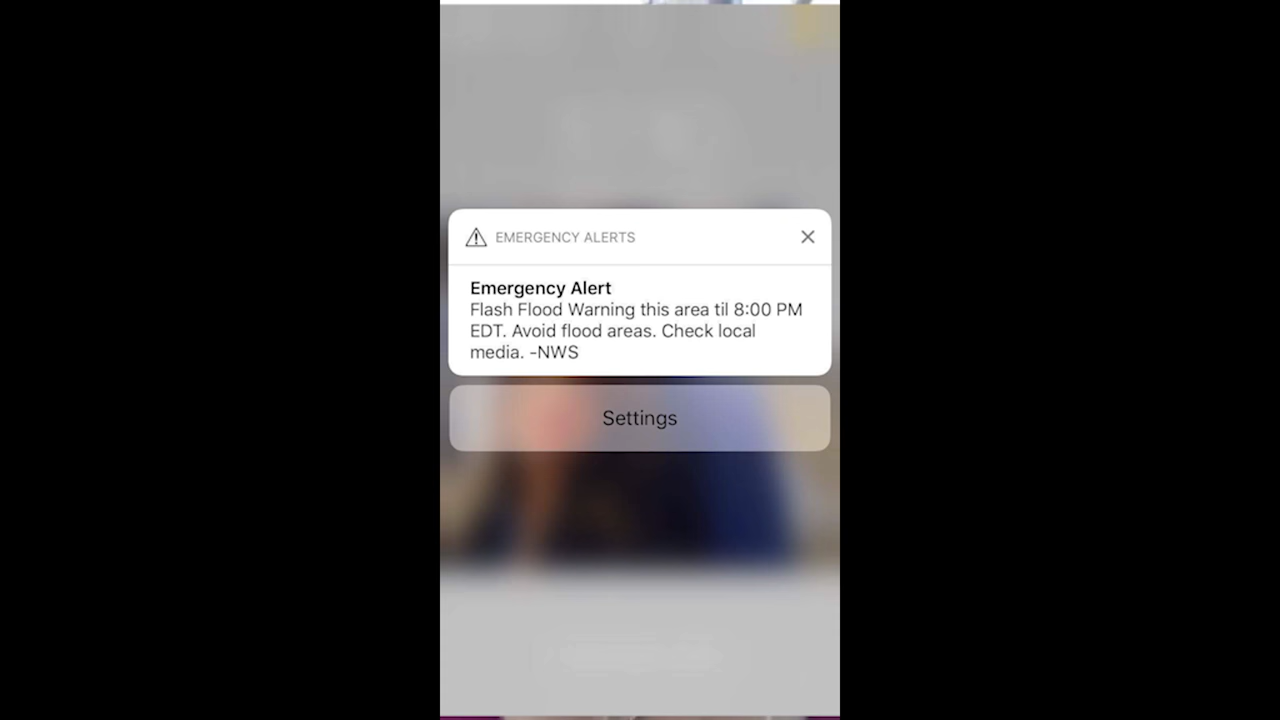 EMERGENCY ALERTS
Emergency Alert
Flash Flood Warning this area til 8:00 PM
EDT. Avoid flood areas. Check local
media. -NWS
Settings